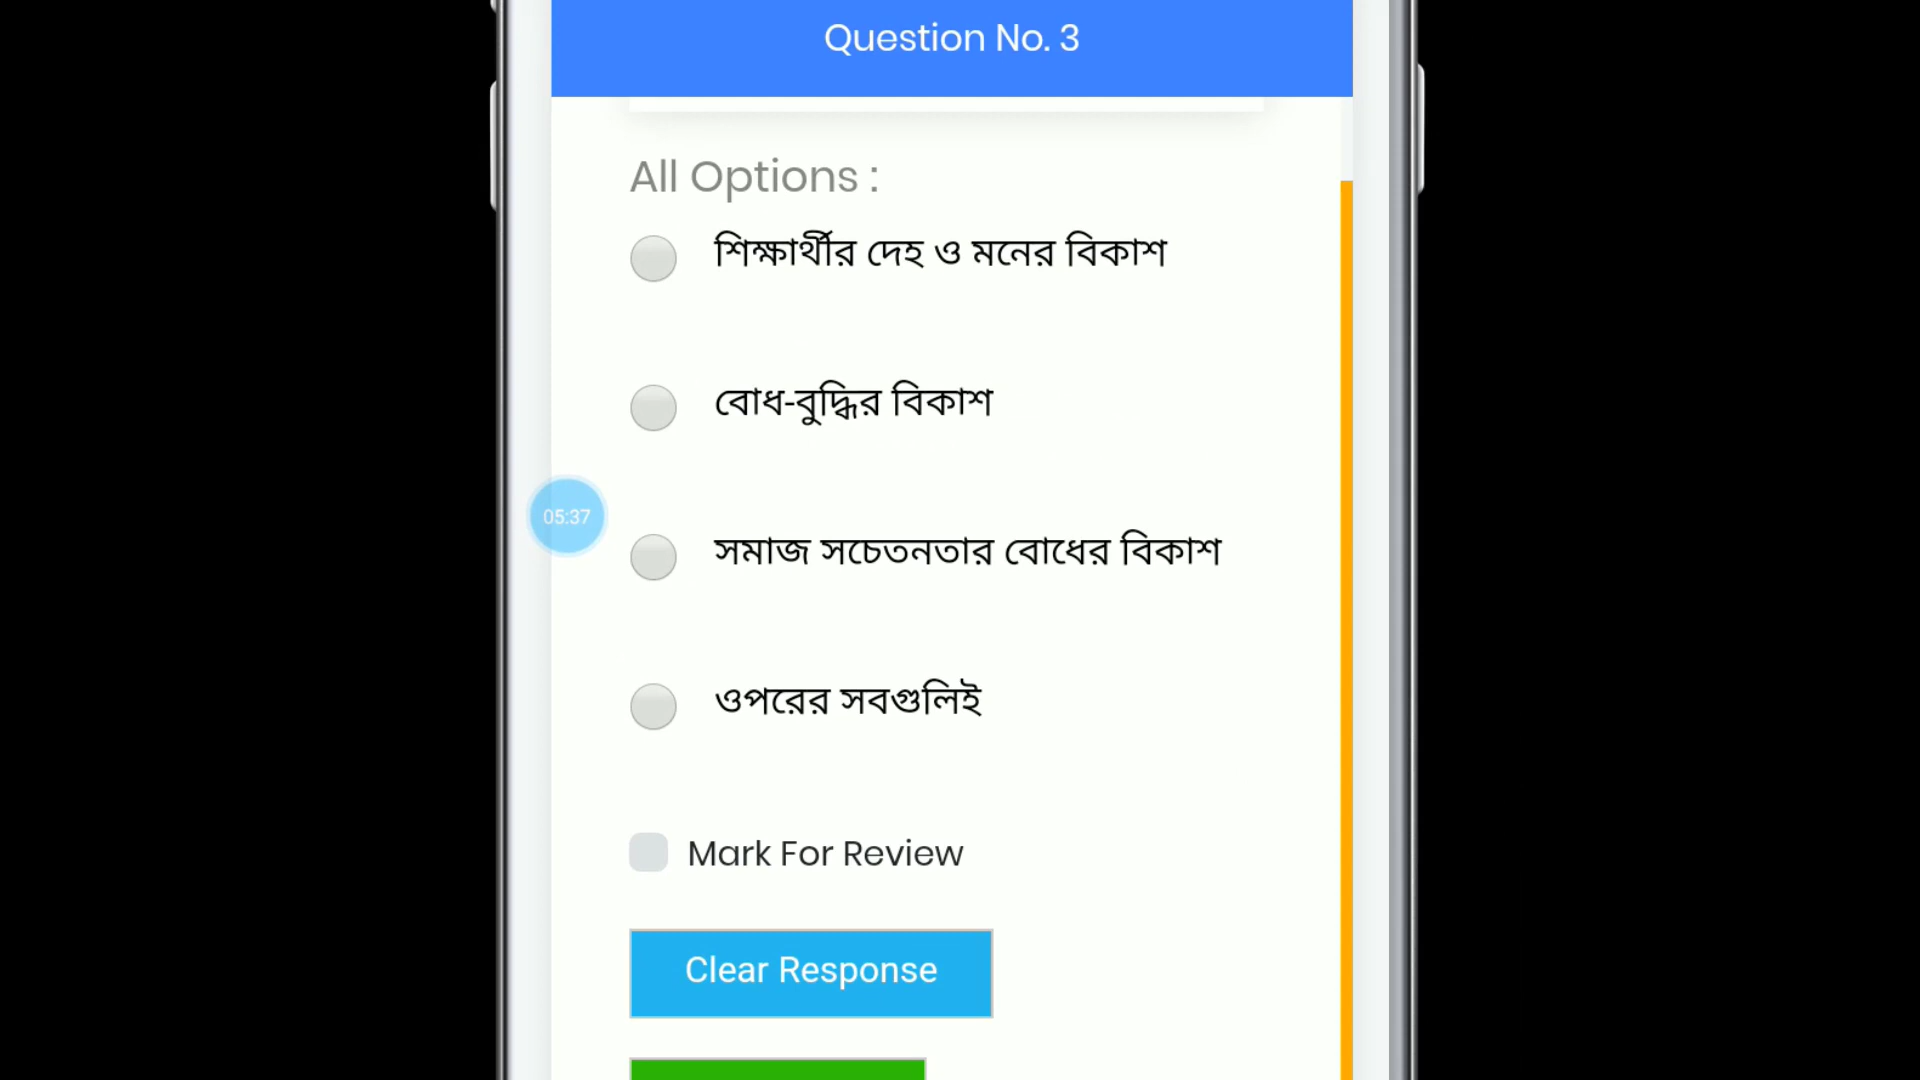 Question No. 3
All Options :
শিক্ষার্থীর দেহ ও মনের বিকাশ
বোধ-বুদ্ধির বিকাশ
05:37
সমাজ সচেতনতার বোধের বিকাশ
ওপরের সবগুলিই
Mark For Review
Clear Response